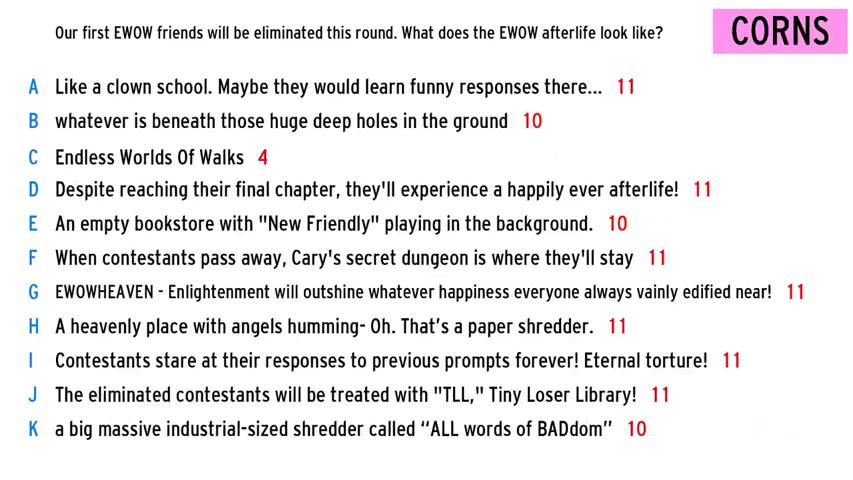 Our first EWOW friends will be eliminated this round. What does the EWOW afterlife look like?
CORNS
A Like a clown school. Maybe they would learn funny responses there... 11
B whatever is beneath those huge deep holes in the ground 10
C Endless Worlds Of Walks 4
D Despite reaching their final chapter, they'll experience a happily ever afterlife! 11
E An empty bookstore with "New Friendly" playing in the background. 10
F When contestants pass away, Cary's secret dungeon is where they'll stay 11
G EWOWHEAVEN - Enlightenment will outshine whatever happiness everyone always vainly edified near! 11
H A heavenly place with angels humming- Oh. That’s a paper shredder. 11
I Contestants stare at their responses to previous prompts forever! Eternal torture! 11
J The eliminated contestants will be treated with "TLL," Tiny Loser Library! 11
K a big massive industrial-sized shredder called “ALL words of BADdom” 10